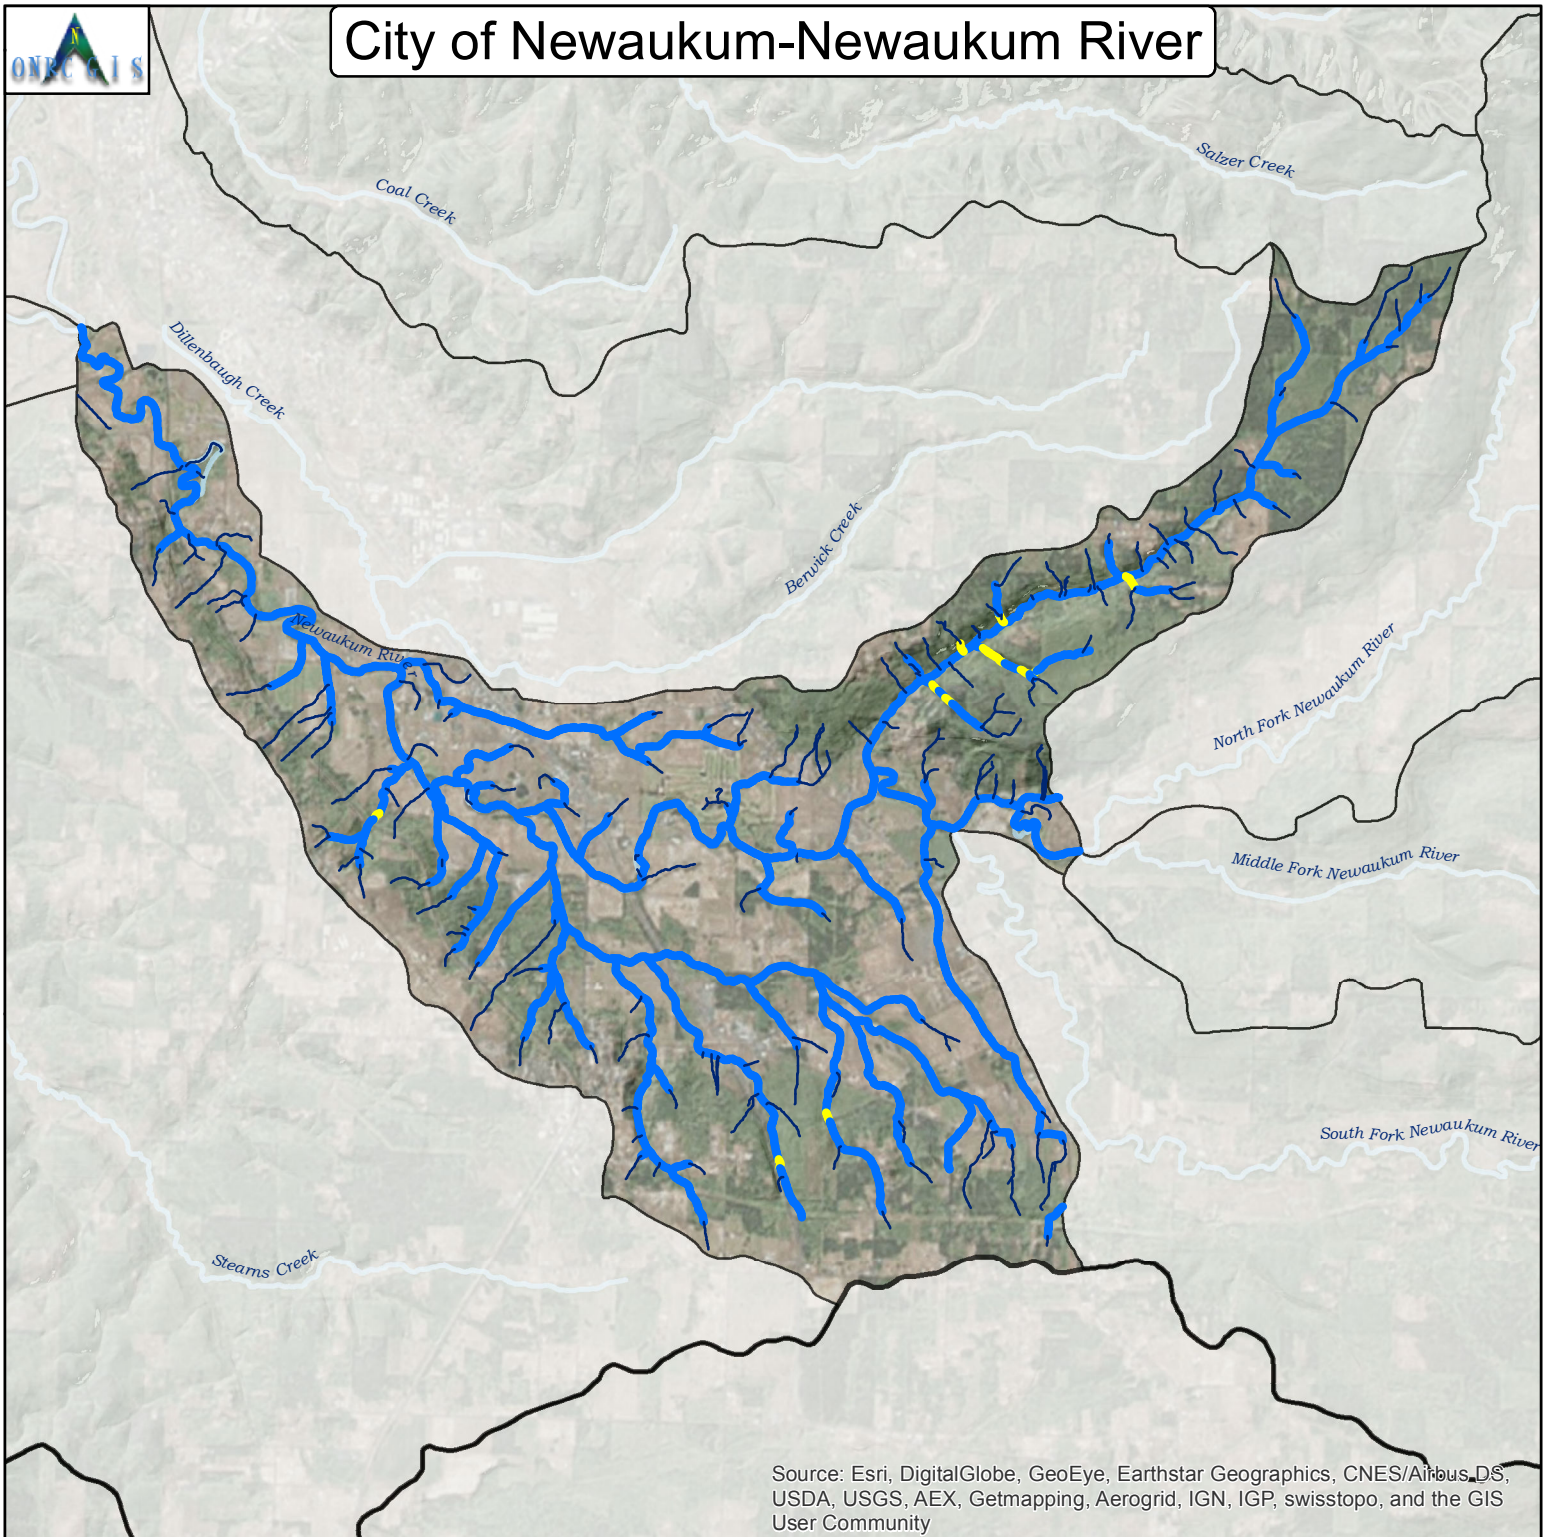 N
ONRC GIS
City of Newaukum-Newaukum River
Salzer Creek
Coal Creek
Dillenbaugh Creek
Berwick Creek
Newaukum River
North Fork Newaukum River
Middle Fork Newaukum River
South Fork Newaukum River
Stearns Creek
Source: Esri, DigitalGlobe, GeoEye, Earthstar Geographics, CNES/Airbus DS,
USDA, USGS, AEX, Getmapping, Aerogrid, IGN, IGP, swisstopo, and the GIS
User Community